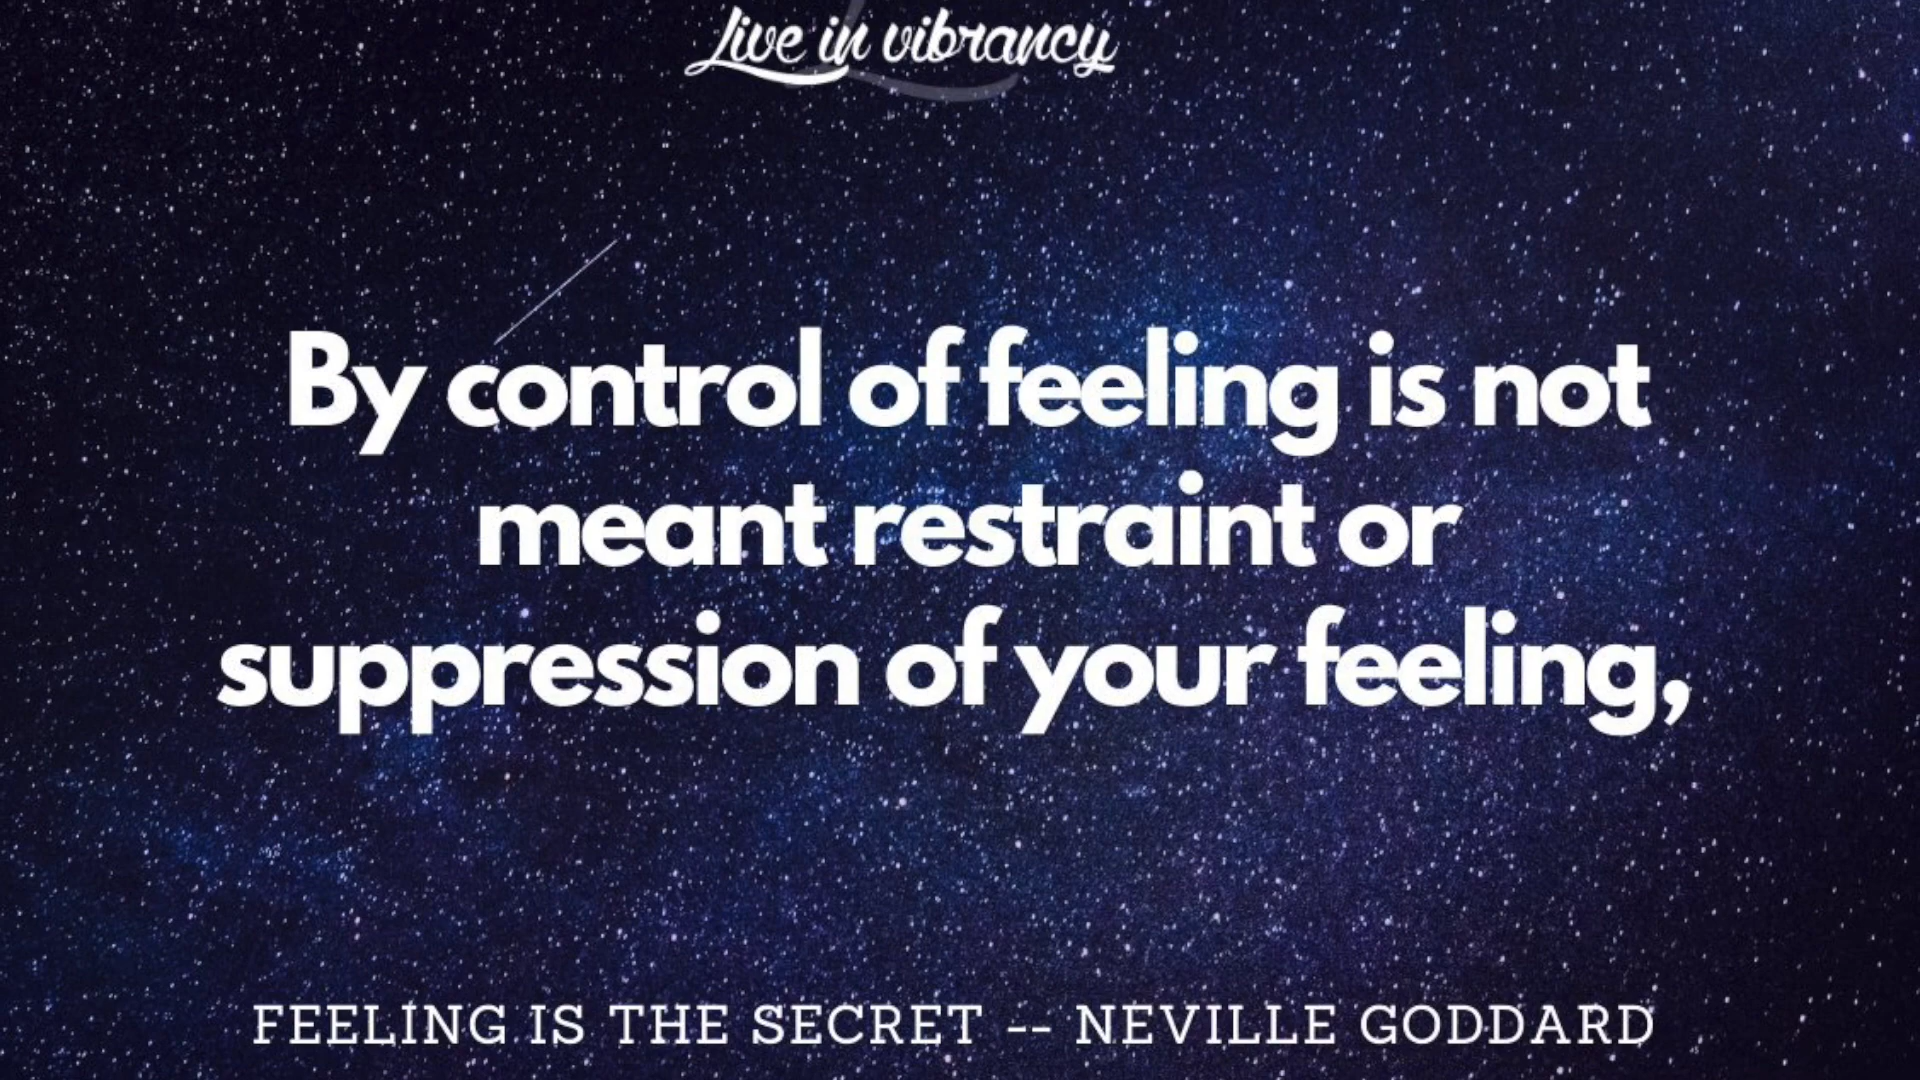 Live in vibrancy
By control of feeling is not
meant restraint or
suppression of your feeling,
FEELING IS THE SECRET -- NEVILLE GODDARD